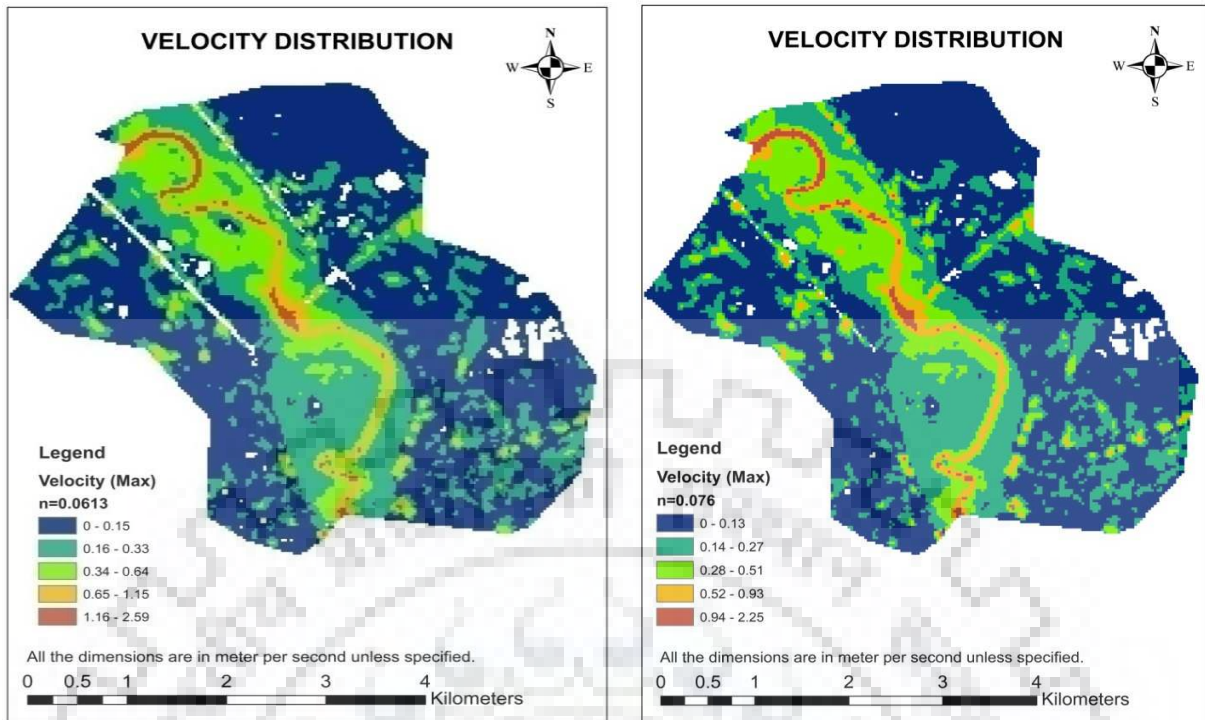 VELOCITY DISTRIBUTION
N
W E
S
Legend
Velocity (Max)
n=0.0613
0 - 0.15
0.16 - 0.33
0.34 - 0.64
0.65 - 1.15
1.16 - 2.59
All the dimensions are in meter per second unless specified.
0 0.5 1 2 3 4
Kilometers
VELOCITY DISTRIBUTION
N
W E
S
Legend
Velocity (Max)
n=0.076
0 - 0.13
0.14 - 0.27
0.28 - 0.51
0.52 - 0.93
0.94 - 2.25
All the dimensions are in meter per second unless specified.
0 0.5 1 2 3 4
Kilometers